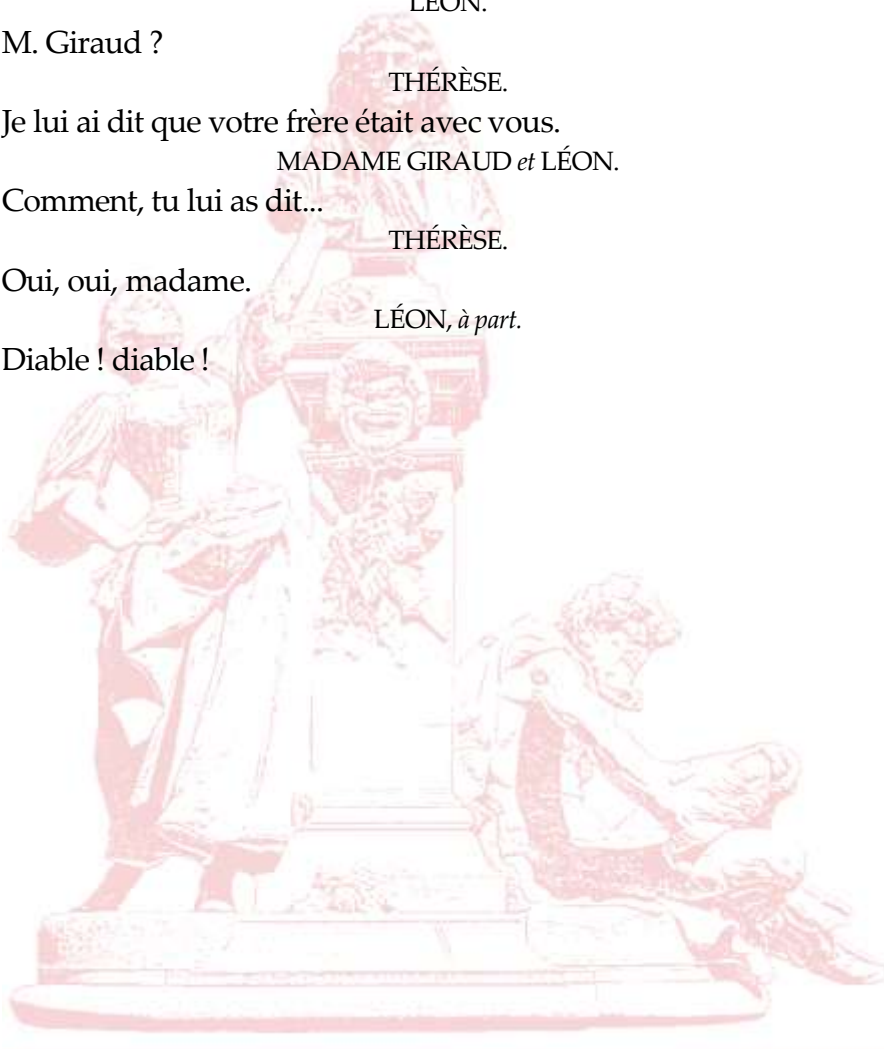 LÉON.
M. Giraud ?
THÉRÈSE.
Je lui ai dit que votre frère était avec vous.
MADAME GIRAUD et LÉON.
Comment, tu lui as dit...
THÉRÈSE.
Oui, oui, madame.
LÉON, à part.
Diable ! diable !